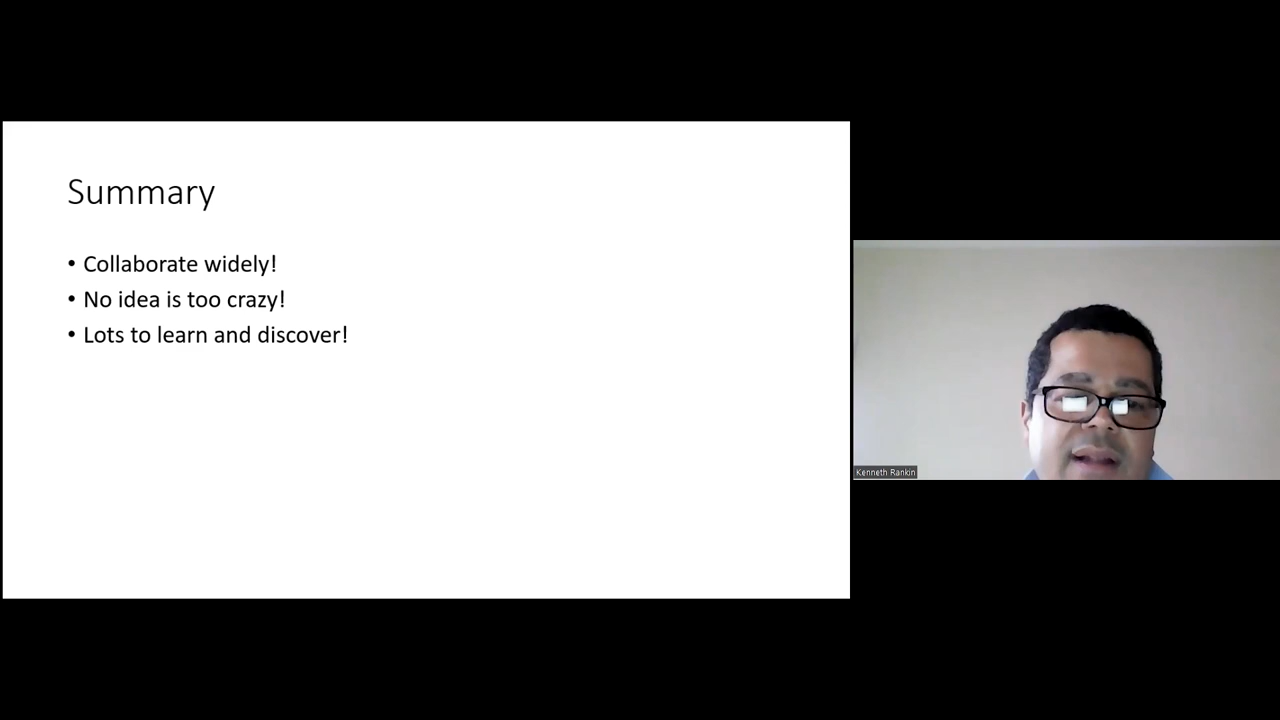 Summary
• Collaborate widely!
• No idea is too crazy!
• Lots to learn and discover!
Kenneth Rankin